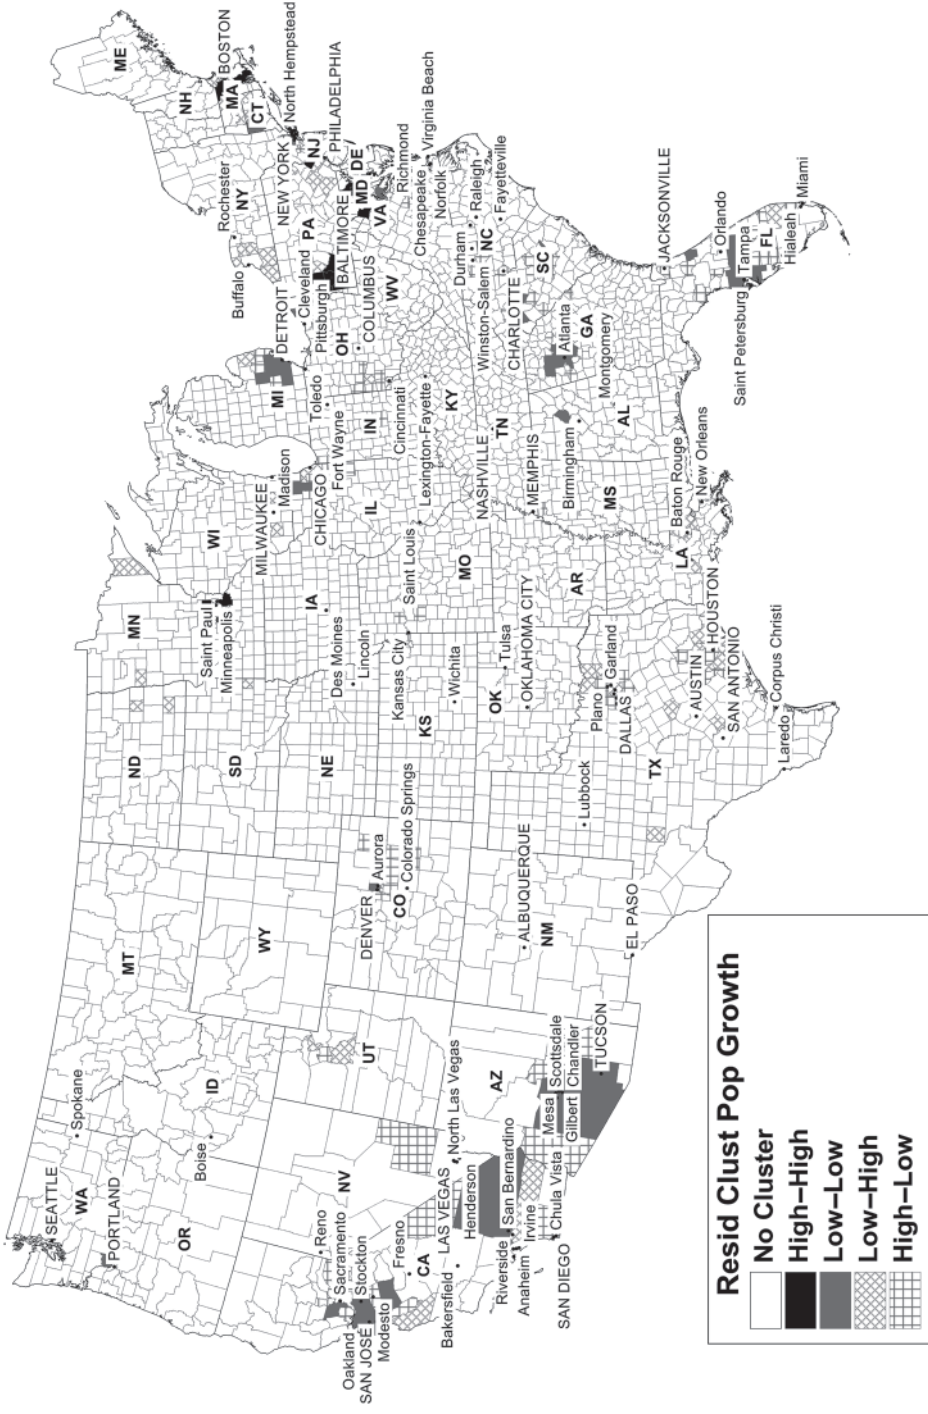 SEATTLE
WA
Spokane
PORTLAND
OR
Boise
ID
MT
WY
ND
SD
NE
MN
Saint Paul
Minneapolis
WI
MILWAUKEE
Madison
CHICAGO
IA
Des Moines
Lincoln
IL
Fort Wayne
IN
MI
DETROIT
Toledo
Cleveland
OH
COLUMBUS
Cincinnati
Pittsburgh
PA
Buffalo
Rochester
NY
NEW YORK
ME
NH
MA
BOSTON
CT
North Hempstead
NJ
PHILADELPHIA
DE
MD
BALTIMORE
VA
WV
Richmond
Virginia Beach
Chesapeake
Norfolk
Reno
Sacramento
Stockton
Oakland
SAN JOSÉ
Modesto
Fresno
CA
NV
LAS VEGAS
North Las Vegas
Henderson
Bakersfield
San Bernardino
Riverside
Anaheim
Irvine
Chula Vista
SAN DIEGO
UT
AZ
Mesa
Scottsdale
Gilbert
Chandler
TUCSON
DENVER
Aurora
CO
Colorado Springs
ALBUQUERQUE
NM
EL PASO
KS
Kansas City
Wichita
MO
Saint Louis
OK
Tulsa
OKLAHOMA CITY
AR
KY
Lexington-Fayette
TN
NASHVILLE
MEMPHIS
Durham
Raleigh
NC
Winston-Salem
Fayetteville
CHARLOTTE
SC
GA
Atlanta
AL
Birmingham
Montgomery
MS
LA
Baton Rouge
New Orleans
TX
Lubbock
Plano
Garland
DALLAS
AUSTIN
HOUSTON
SAN ANTONIO
Corpus Christi
Laredo
JACKSONVILLE
Orlando
Tampa
FL
Saint Petersburg
Hialeah
Miami
Resid Clust Pop Growth
No Cluster
High–High
Low–Low
Low–High
High–Low